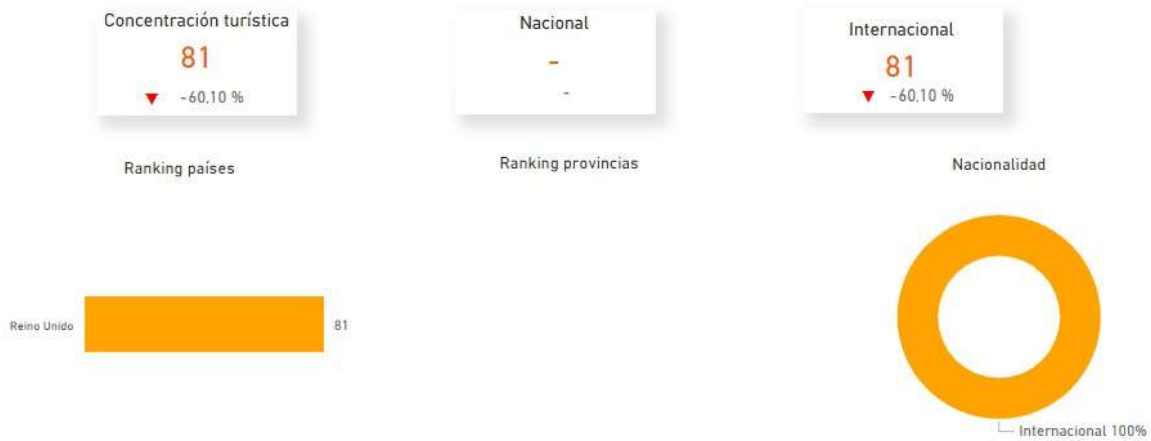 Concentración turística
81
▼ -60,10 %
Nacional
-
-
Internacional
81
▼ -60,10 %
Ranking países
Ranking provincias
Nacionalidad
Reino Unido
81
Internacional 100%